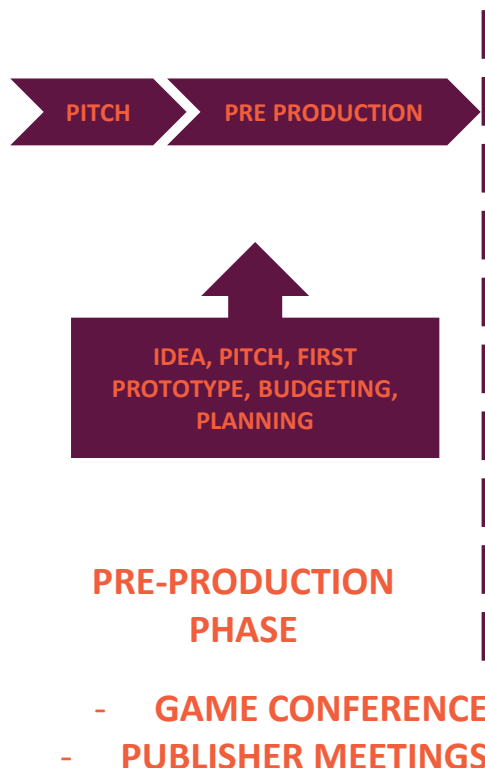 PITCH
PRE PRODUCTION
IDEA, PITCH, FIRST
PROTOTYPE, BUDGETING,
PLANNING
PRE-PRODUCTION
PHASE
- GAME CONFERENCE
- PUBLISHER MEETINGS